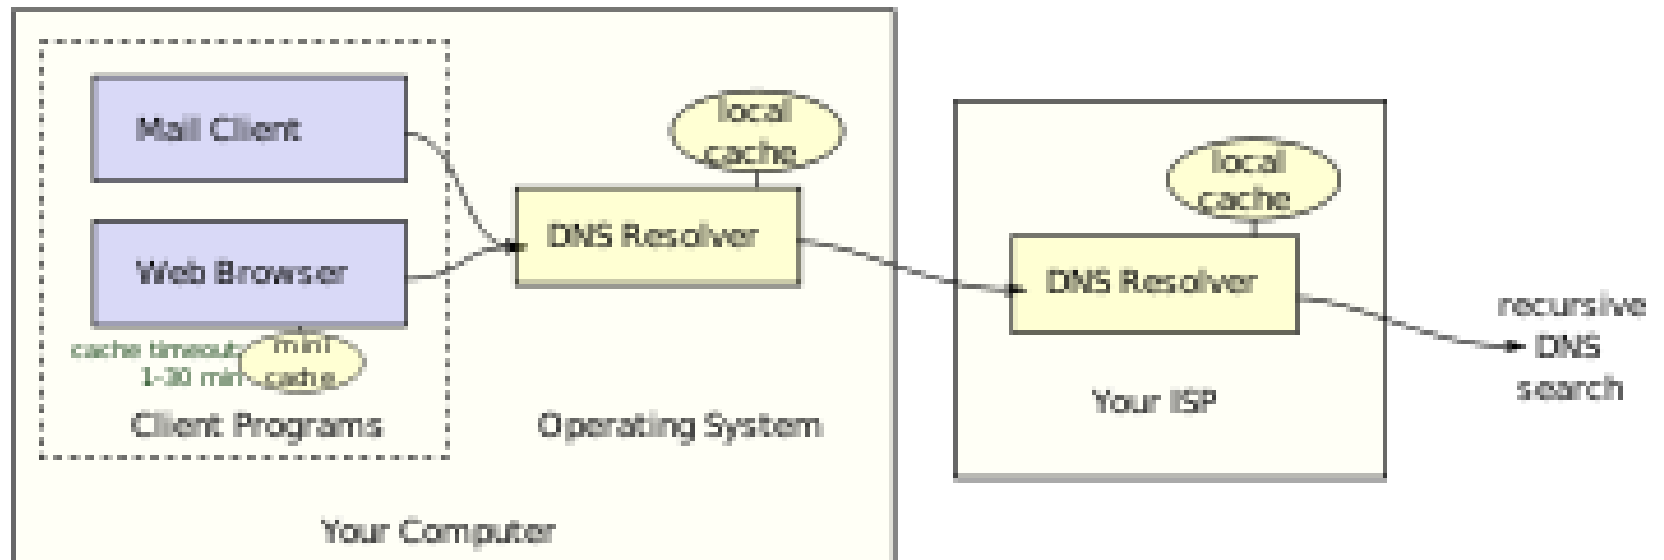 Mail Client
Web Browser
cache timeout:
1-30 min
mini
cache
Client Programs
local
cache
DNS Resolver
Operating System
Your Computer
local
cache
DNS Resolver
Your ISP
recursive
DNS
search